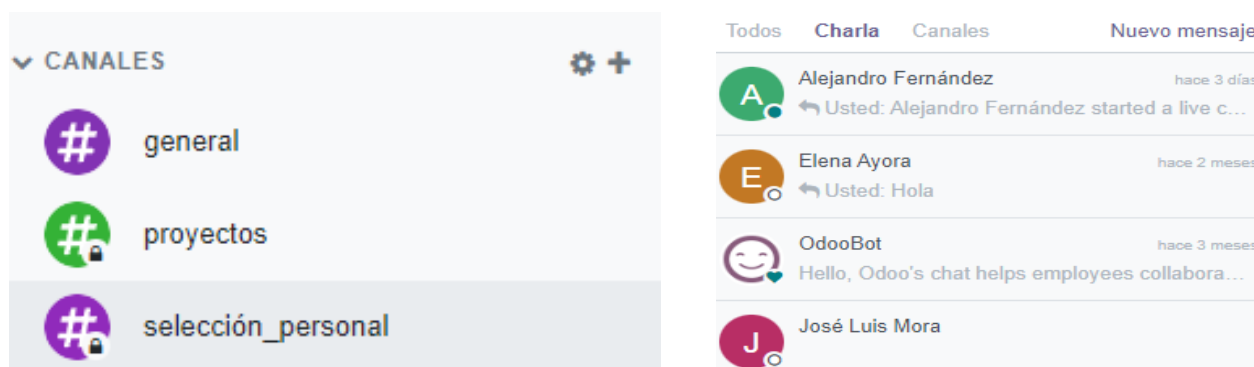 CANALES
# general
# proyectos
# selección_personal
Todos Charla Canales Nuevo mensaje
A Alejandro Fernández hace 3 días
Usted: Alejandro Fernández started a live c...
E Elena Ayora hace 2 meses
Usted: Hola
OdooBot hace 3 meses
Hello, Odoo's chat helps employees collabora...
J José Luis Mora